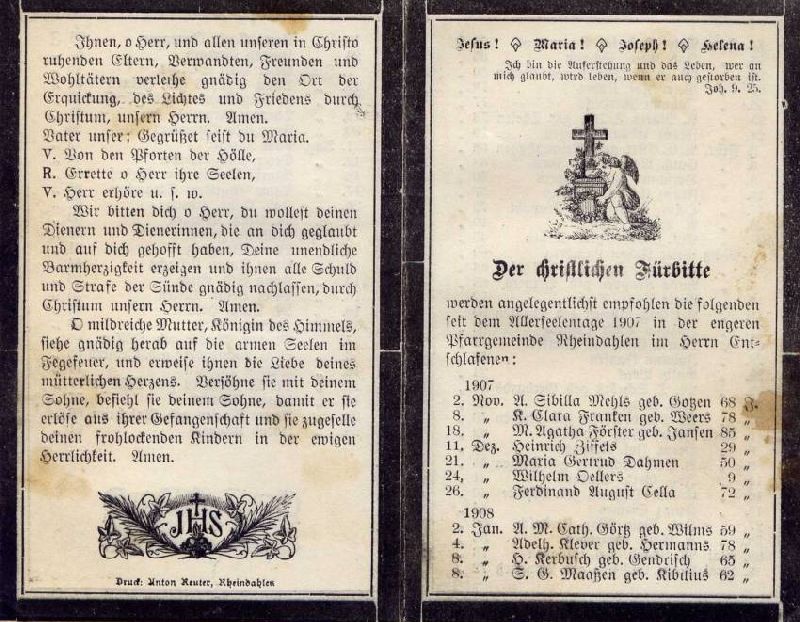 Ihnen, o Herr, und allen unseren in Christo
ruhenden Eltern, Verwandten, Freunden und
Wohltätern verleihe gnädig den Ort der
Erquickung, des Lichtes und Friedens durch
Christum, unsern Herrn. Amen.
Vater unser; Gegrüßet seist du Maria.
V. Von den Pforten der Hölle,
R. Errette o Herr ihre Seelen,
V. Herr erhöre u. s. w.
Wir bitten dich o Herr, du wollest deinen
Dienern und Dienerinnen, die an dich geglaubt
und auf dich gehofft haben, Deine unendliche
Barmherzigkeit erzeigen und ihnen alle Schuld
und Strafe der Sünde gnädig nachlassen, durch
Christum unsern Herrn. Amen.
O mildreiche Mutter, Königin des Himmels,
siehe gnädig herab auf die armen Seelen im
Fegefeuer, und erweise ihnen die Liebe deines
mütterlichen Herzens. Versöhne sie mit deinem
Sohne, befiehl sie deinem Sohne, damit er sie
erlöse aus ihrer Gefangenschaft und sie zugeselle
deinen frohlockenden Kindern in der ewigen
Herrlichkeit. Amen.
JHS
Druck: Anton Reuter, Rheindahlen
Jesus! Maria! Joseph! Helena!
Ich bin die Auferstehung und das Leben, wer an
mich glaubt, wird leben, wenn er auch gestorben ist.
Joh. 9. 25.
Der christlichen Fürbitte
werden angelegentlichst empfohlen die folgenden
seit dem Allerseelentage 1907 in der engeren
Pfarrgemeinde Rheindahlen im Herrn Ent-
schlafenen:
1907
2. Nov. A. Sibilla Mehls geb. Gotzen 68 J.
8. „ K. Clara Franken geb. Weers 78 „
18. „ M. Agatha Förster geb. Jansen 85 „
11. Dez. Heinrich Ziffels 29 „
21. „ Maria Gertrud Dahmen 50 „
24. „ Wilhelm Oellers 9 „
26. „ Ferdinand August Cella 72 „
1908
2. Jan. A. M. Cath. Görtz geb. Wilms 59 „
4. „ Adelh. Klever geb. Hermanns 78 „
8. „ H. Kerbusch geb. Gendrisch 65 „
8. „ S. G. Maaßen geb. Kibilius 62 „